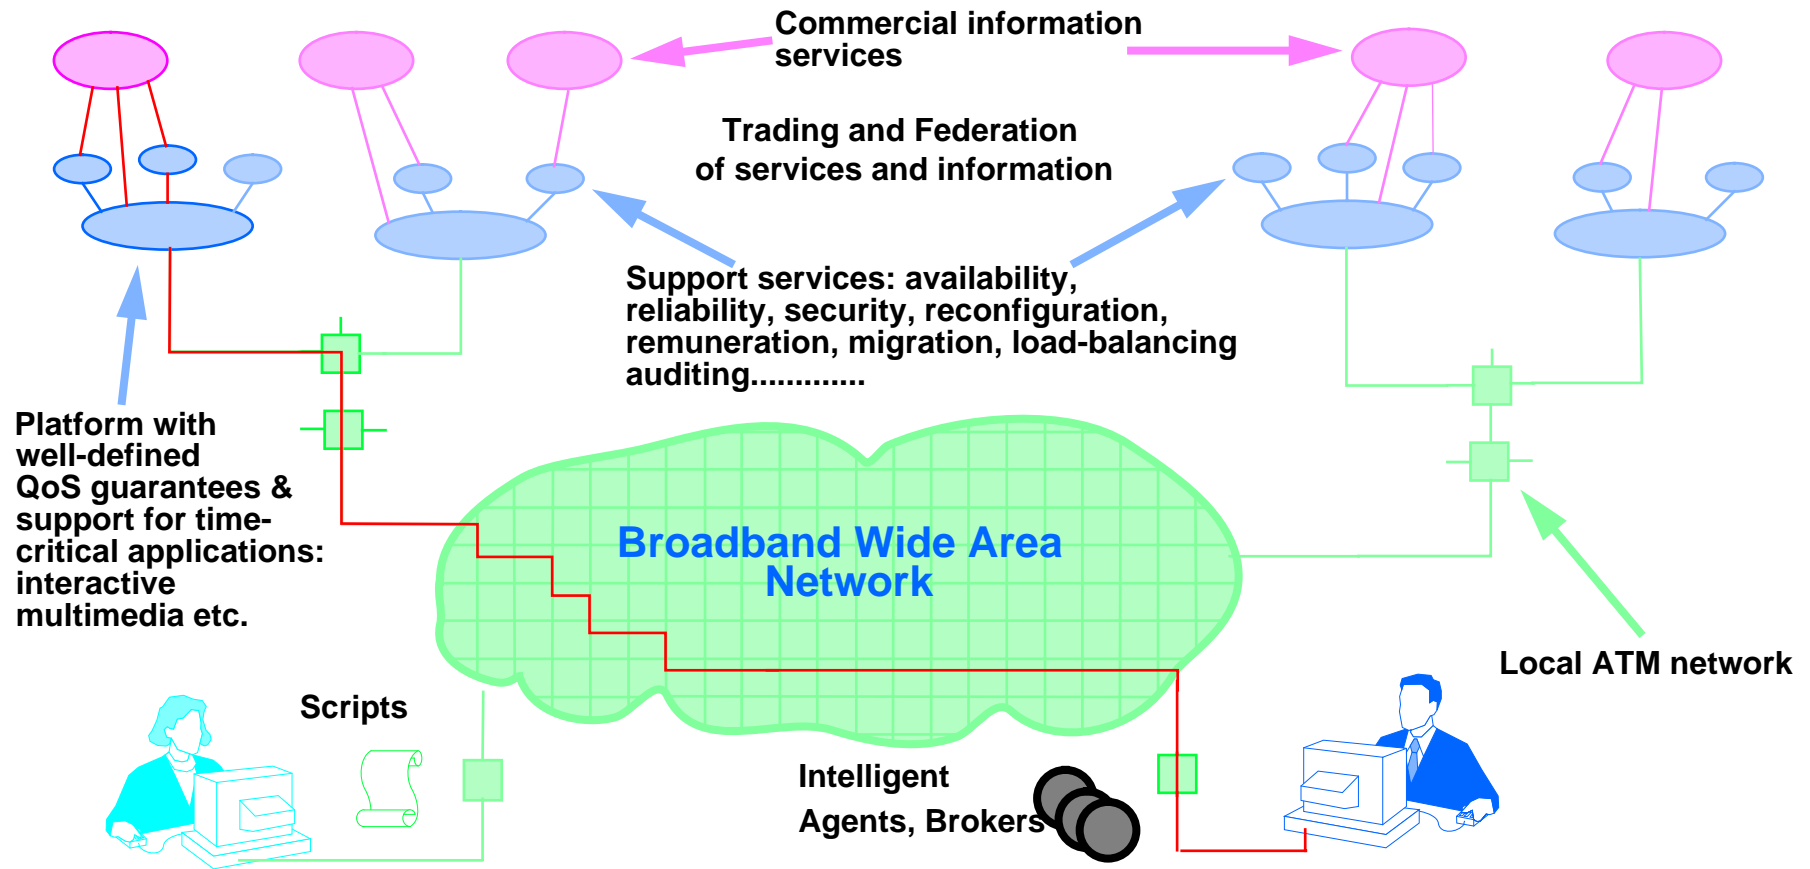 Commercial information
services
Trading and Federation
of services and information
Support services: availability,
reliability, security, reconfiguration,
remuneration, migration, load-balancing
auditing.............
Platform with
well-defined
QoS guarantees &
support for time-
critical applications:
interactive
multimedia etc.
Broadband Wide Area
Network
Local ATM network
Scripts
Intelligent
Agents, Brokers